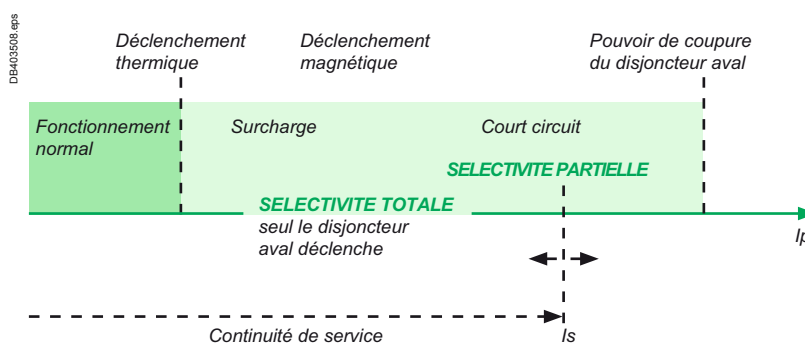 DB403508.eps
Déclenchement
thermique
Déclenchement
magnétique
Pouvoir de coupure
du disjoncteur aval
Fonctionnement
normal
Surcharge
Court circuit
SELECTIVITE PARTIELLE
SELECTIVITE TOTALE
seul le disjoncteur
aval déclenche
Ip
Continuité de service
Is